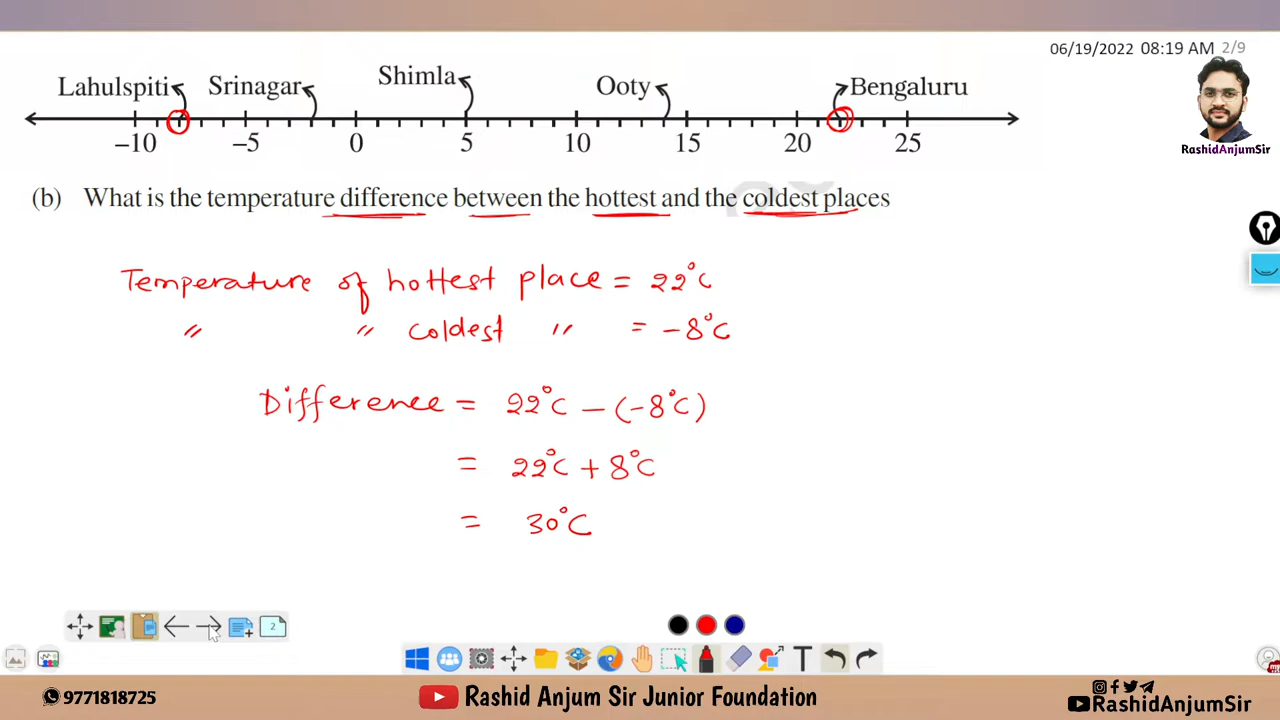 06/19/2022 08:19 AM 2/9
Lahulspiti Srinagar Shimla Ooty Bengaluru
RashidAnjumSir
–10 –5 0 5 10 15 20 25
(b) What is the temperature difference between the hottest and the coldest places
Temperature of hottest place = 22°C
〃 〃 coldest 〃 = -8°C
Difference = 22°C - (-8°C)
= 22°C + 8°C
= 30°C
2
T
9771818725 Rashid Anjum Sir Junior Foundation RashidAnjumSir